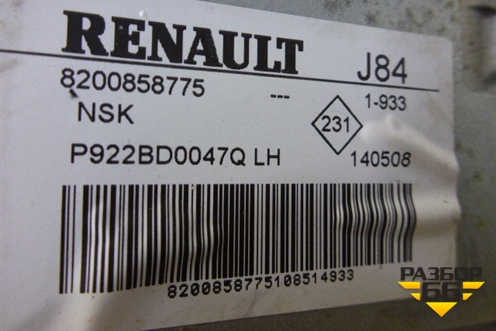 RENAULT J84
8200858775 --- 1-933
NSK 231
P922BD0047Q LH 140508
8200858775108514933
РАЗБОР
66